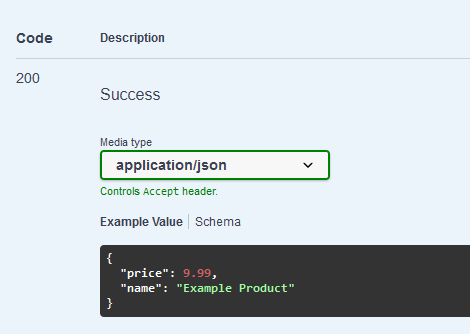 Code Description
200
Success
Media type
application/json
Controls Accept header.
Example Value Schema
{
"price": 9.99,
"name": "Example Product"
}